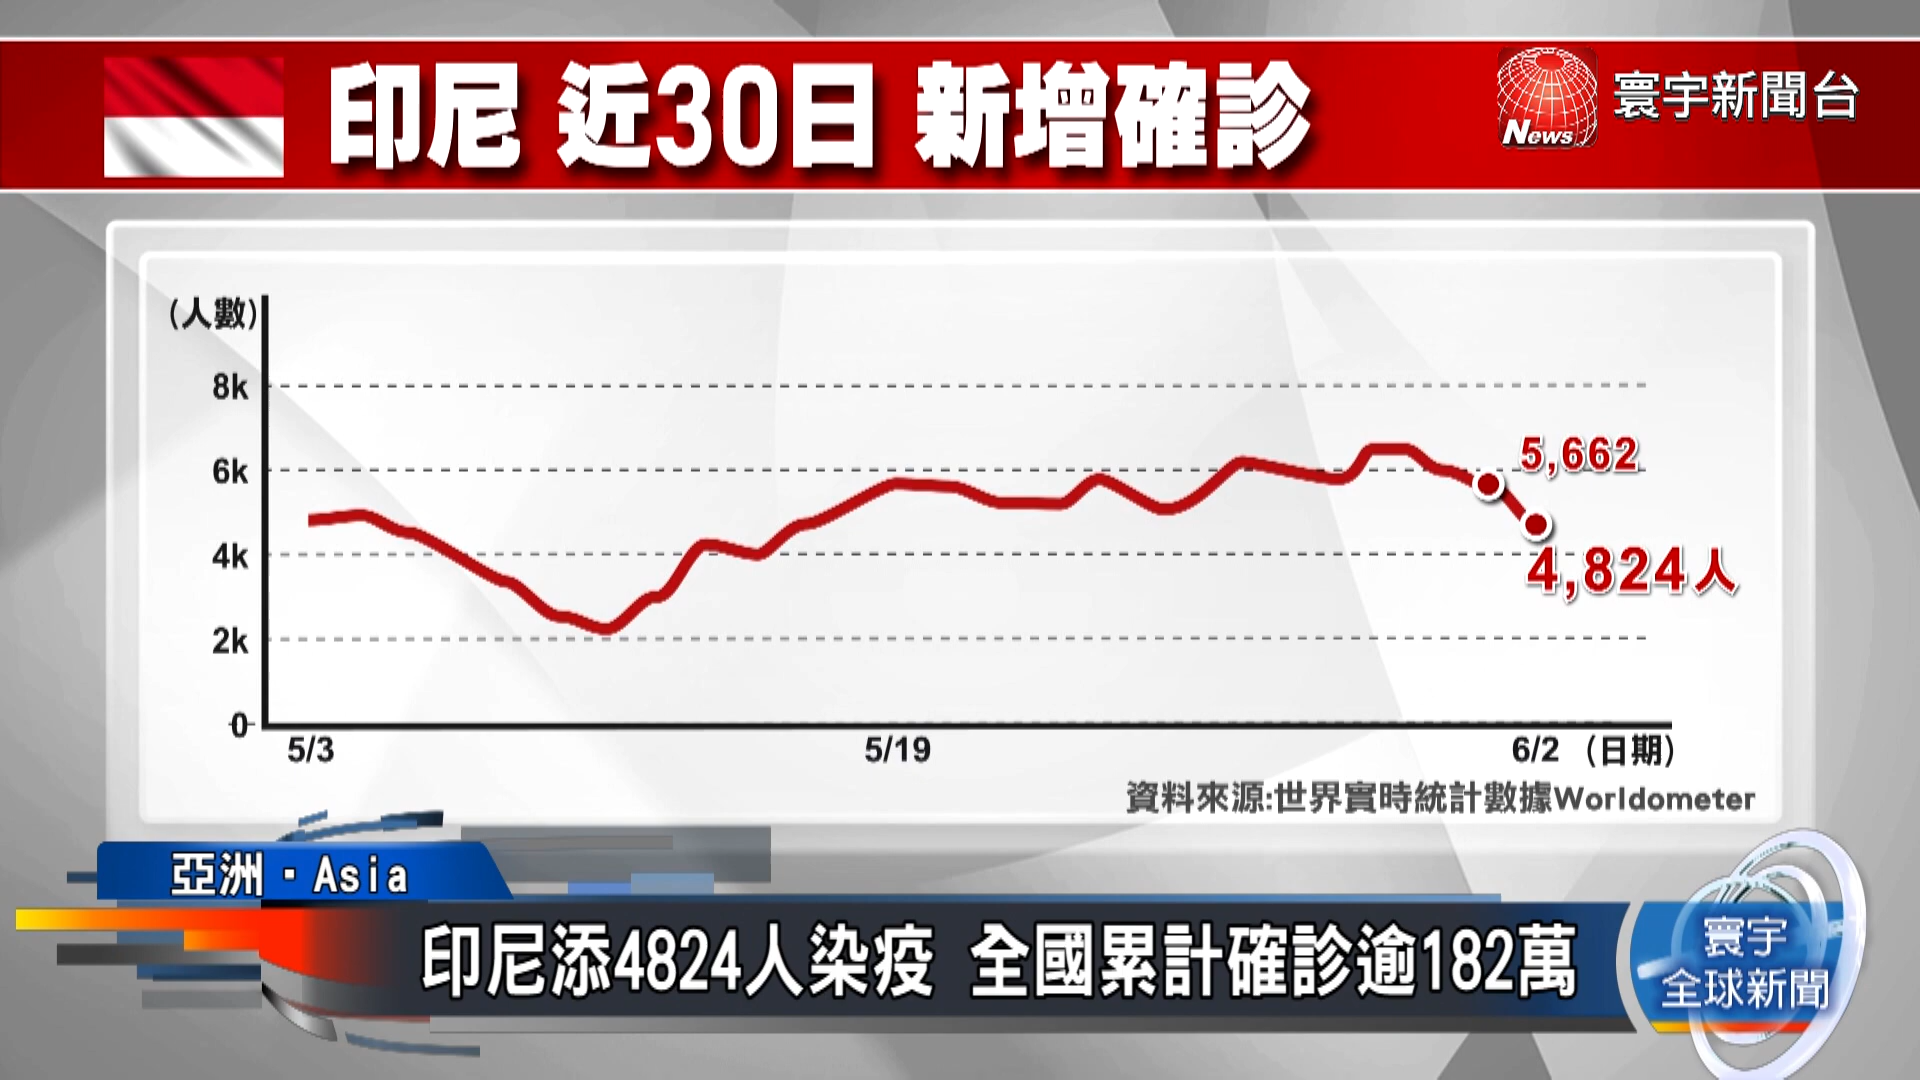 印尼 近30日 新增確診
News 寰宇新聞台
(人數)
8k
6k
4k
2k
0
5,662
4,824人
5/3 5/19 6/2 (日期)
資料來源:世界實時統計數據Worldometer
亞洲·Asia
印尼添4824人染疫 全國累計確診逾182萬
寰宇
全球新聞